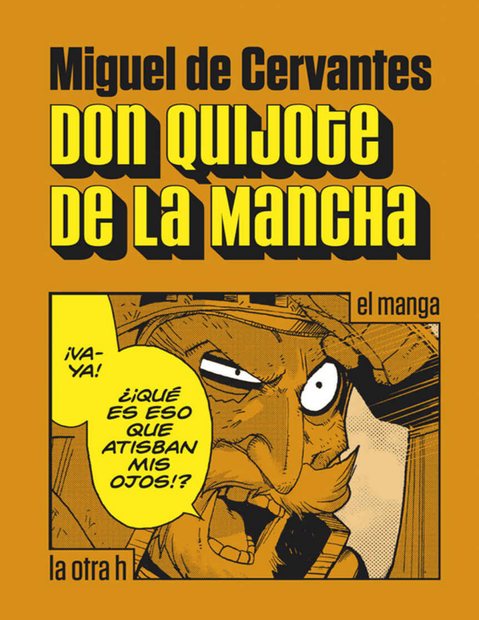 Miguel de Cervantes
DON QUIJOTE
DE LA MANCHA
el manga
¡VA-
YA!
¿¡QUÉ
ES ESO
QUE
ATISBAN
MIS
OJOS!?
la otra h